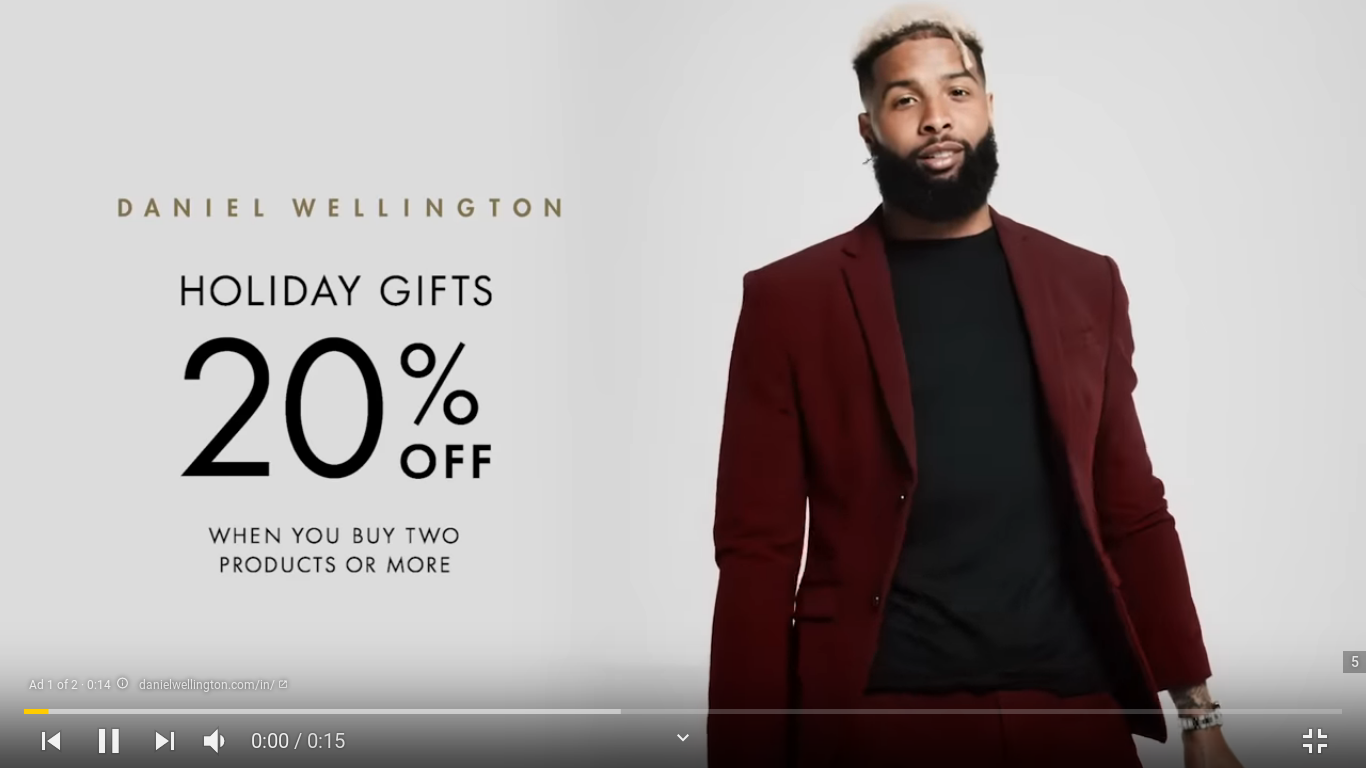 DANIEL WELLINGTON
HOLIDAY GIFTS
20%
OFF
WHEN YOU BUY TWO
PRODUCTS OR MORE
5
Ad 1 of 2 · 0:14 danielwellington.com/in/
0:00 / 0:15